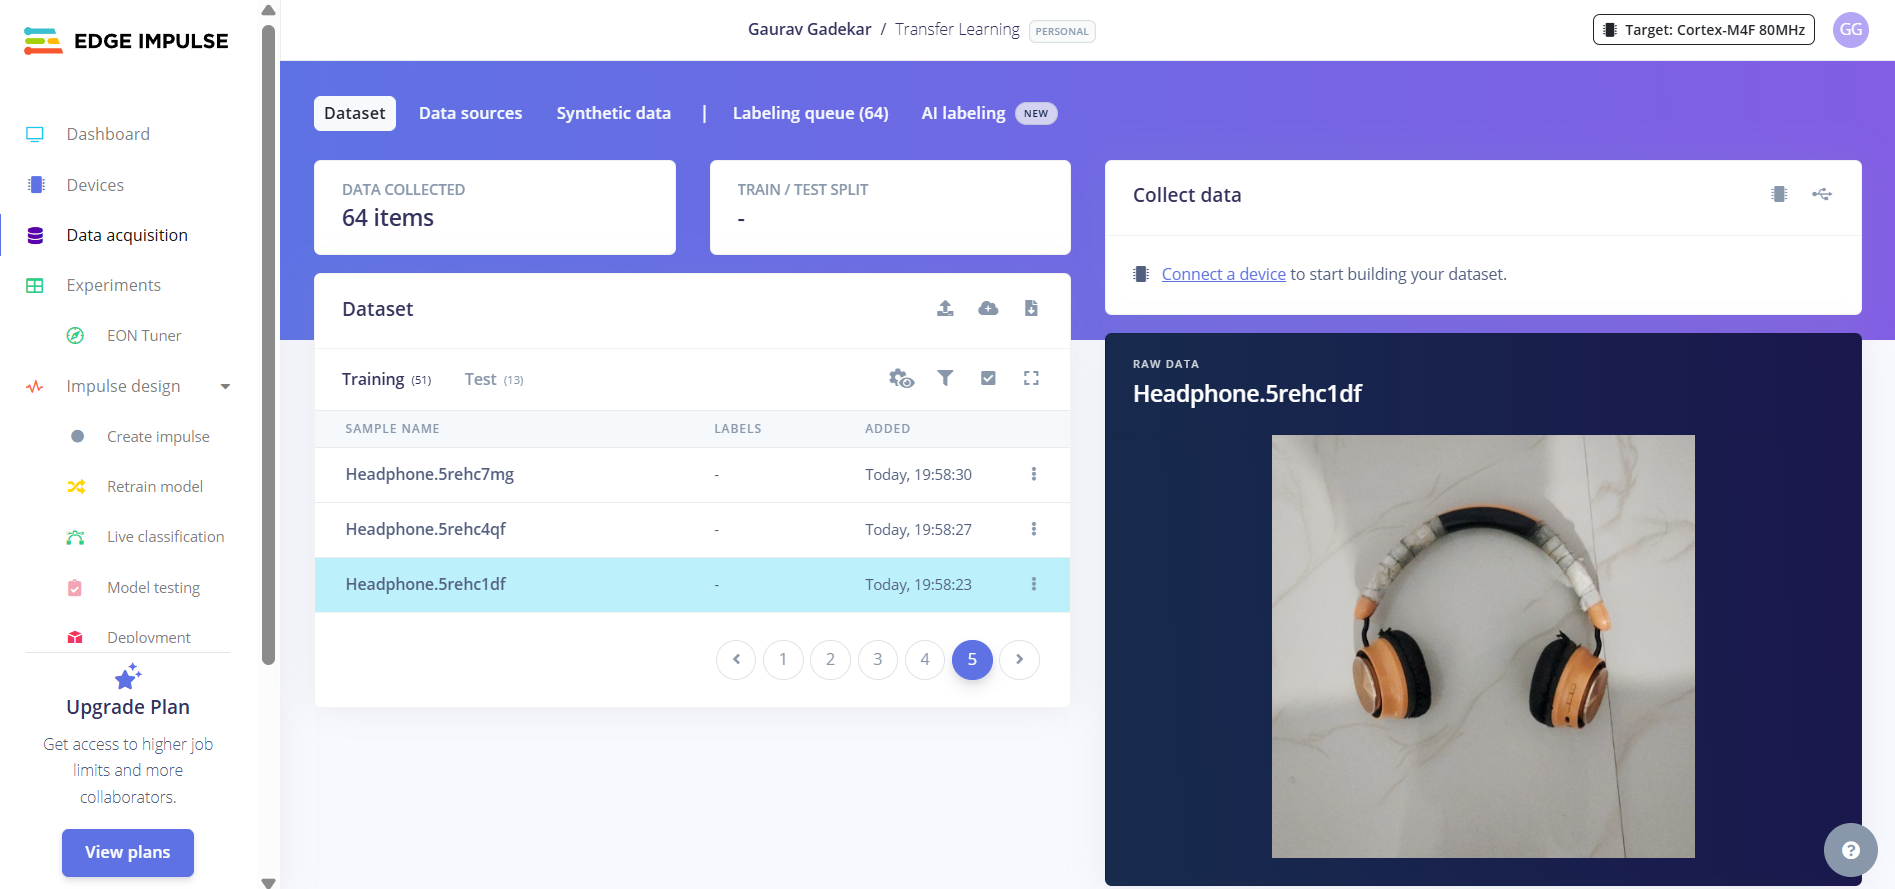 EDGE IMPULSE
Gaurav Gadekar / Transfer Learning PERSONAL
Target: Cortex-M4F 80MHz
GG
Dashboard
Devices
Data acquisition
Experiments
EON Tuner
Impulse design
Create impulse
Retrain model
Live classification
Model testing
Deployment
Upgrade Plan
Get access to higher job
limits and more
collaborators.
View plans
Dataset Data sources Synthetic data | Labeling queue (64) AI labeling NEW
DATA COLLECTED
64 items
TRAIN / TEST SPLIT
-
Dataset
Training (51) Test (13)
SAMPLE NAME LABELS ADDED
Headphone.5rehc7mg - Today, 19:58:30
Headphone.5rehc4qf - Today, 19:58:27
Headphone.5rehc1df - Today, 19:58:23
1 2 3 4 5
Collect data
Connect a device to start building your dataset.
RAW DATA
Headphone.5rehc1df
?